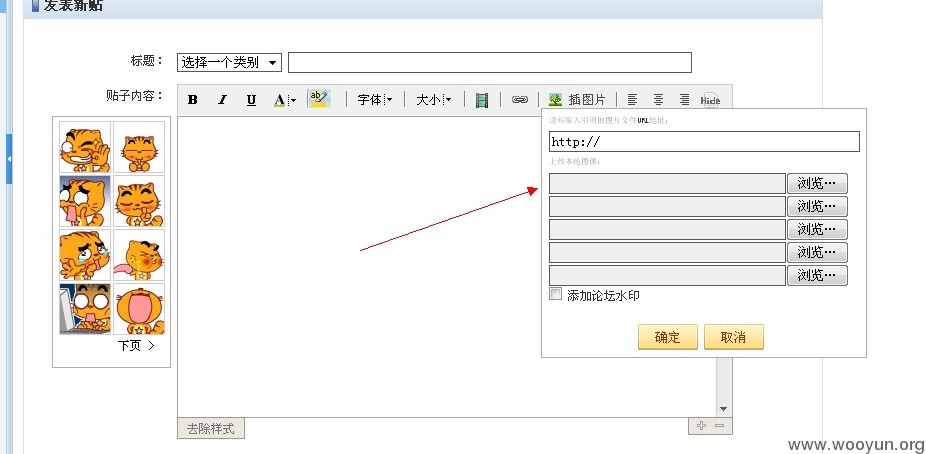 发表新贴
标题： 选择一个类别
贴子内容： B I U A ab 字体 大小 插图片 Hide
请粘贴入引用的图片文件URL地址：
http://
上传本地图像：
浏览…
浏览…
浏览…
浏览…
浏览…
添加论坛水印
确定 取消
下页 >
去除样式
www.wooyun.org